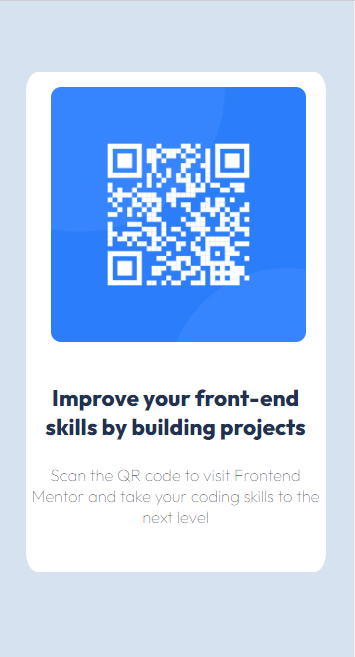 Improve your front-end
skills by building projects
Scan the QR code to visit Frontend
Mentor and take your coding skills to the
next level